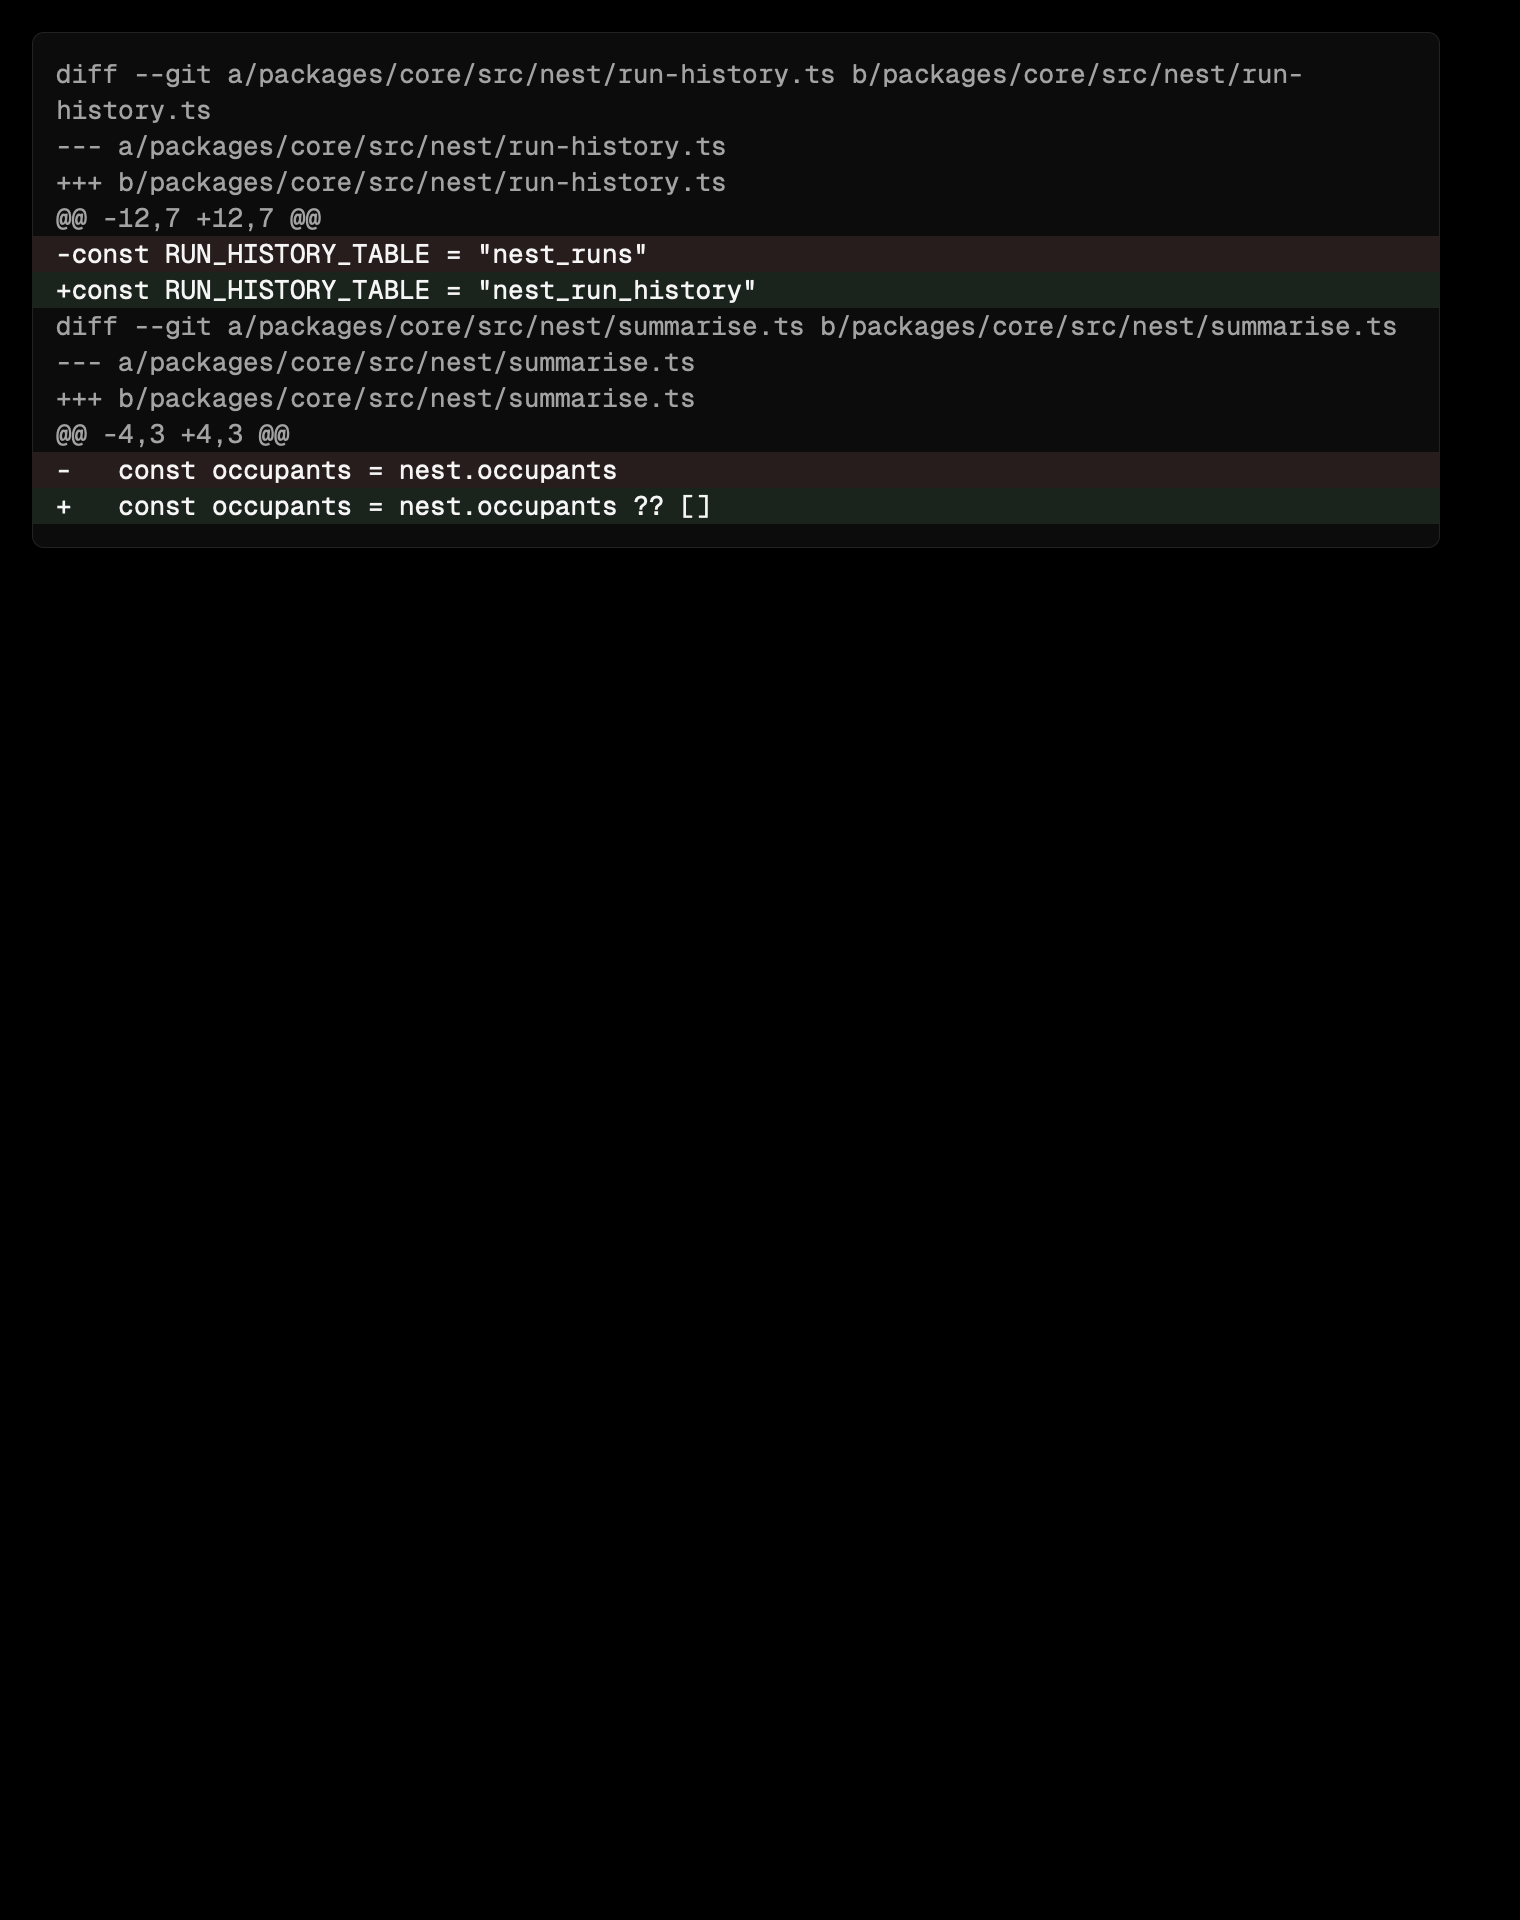 diff --git a/packages/core/src/nest/run-history.ts b/packages/core/src/nest/run-
history.ts
--- a/packages/core/src/nest/run-history.ts
+++ b/packages/core/src/nest/run-history.ts
@@ -12,7 +12,7 @@
-const RUN_HISTORY_TABLE = "nest_runs"
+const RUN_HISTORY_TABLE = "nest_run_history"
diff --git a/packages/core/src/nest/summarise.ts b/packages/core/src/nest/summarise.ts
--- a/packages/core/src/nest/summarise.ts
+++ b/packages/core/src/nest/summarise.ts
@@ -4,3 +4,3 @@
-   const occupants = nest.occupants
+   const occupants = nest.occupants ?? []